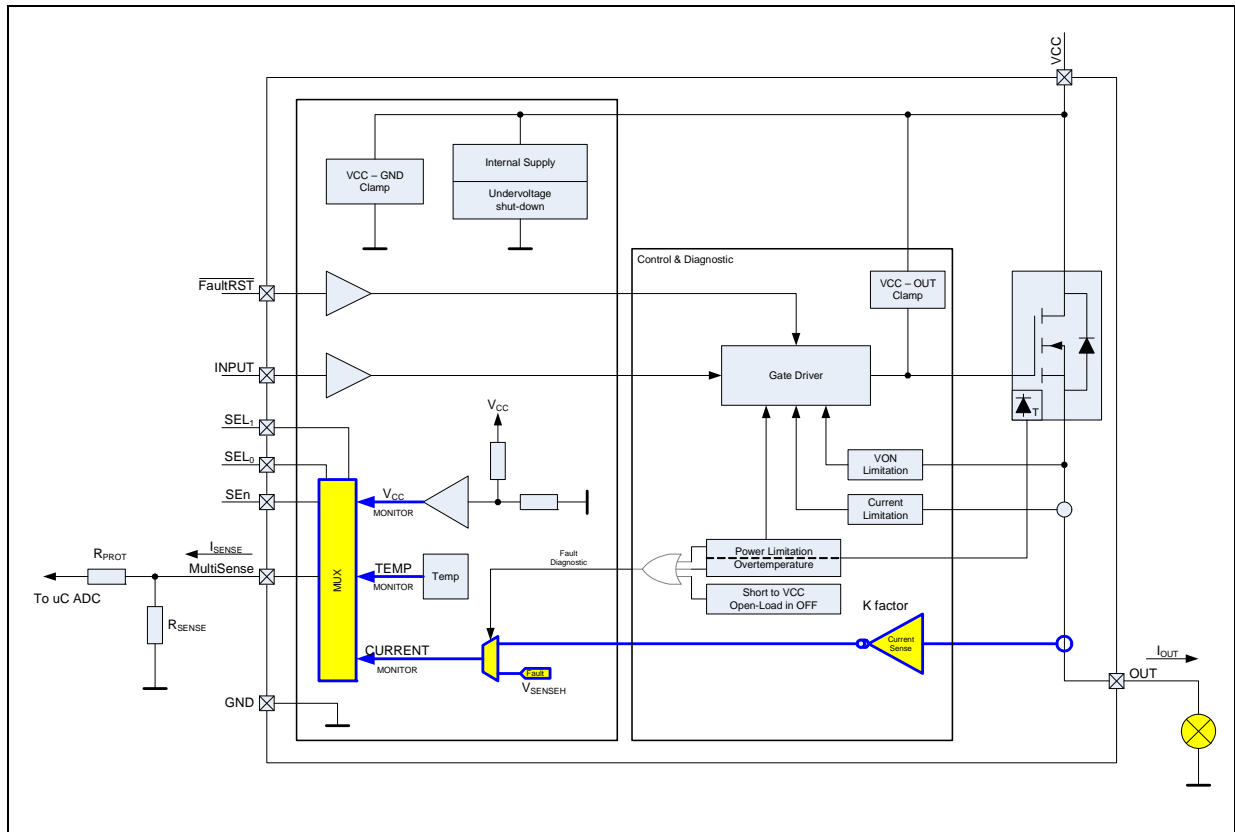 VCC
VCC – GND
Clamp
Internal Supply
Undervoltage
shut-down
Control & Diagnostic
FaultRST
VCC – OUT
Clamp
INPUT
Gate Driver
SEL1
SEL0
SEn
VCC
VCC
MONITOR
T
VON
Limitation
Current
Limitation
RPROT
ISENSE
MultiSense
To uC ADC
RSENSE
MUX
TEMP
MONITOR
Temp
Fault
Diagnostic
Power Limitation
Overtemperature
Short to VCC
Open-Load in OFF
K factor
Current
Sense
CURRENT
MONITOR
Fault
VSENSEH
GND
IOUT
OUT